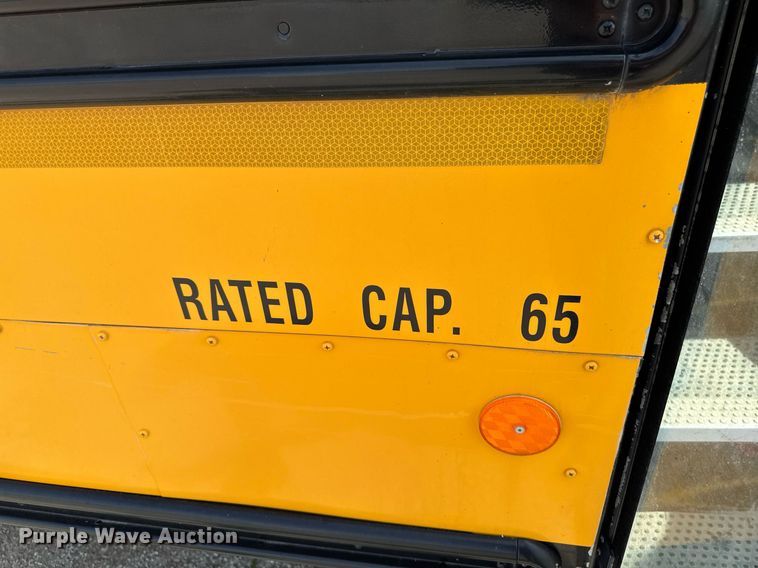 RATED CAP. 65
Purple Wave Auction